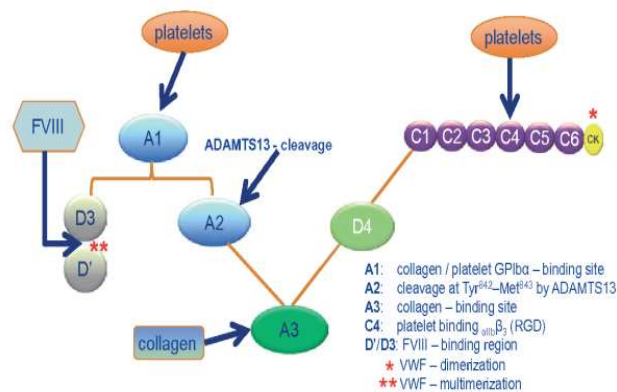 platelets
platelets
FVIII
A1
ADAMTS13 - cleavage
C1 C2 C3 C4 C5 C6 CK
*
D3
**
D'
A2
D4
collagen
A3
A1: collagen / platelet GPIbα – binding site
A2: cleavage at Tyr⁸⁴²–Met⁸⁴³ by ADAMTS13
A3: collagen – binding site
C4: platelet binding αIIbβ₃ (RGD)
D'/D3: FVIII – binding region
* VWF – dimerization
** VWF – multimerization